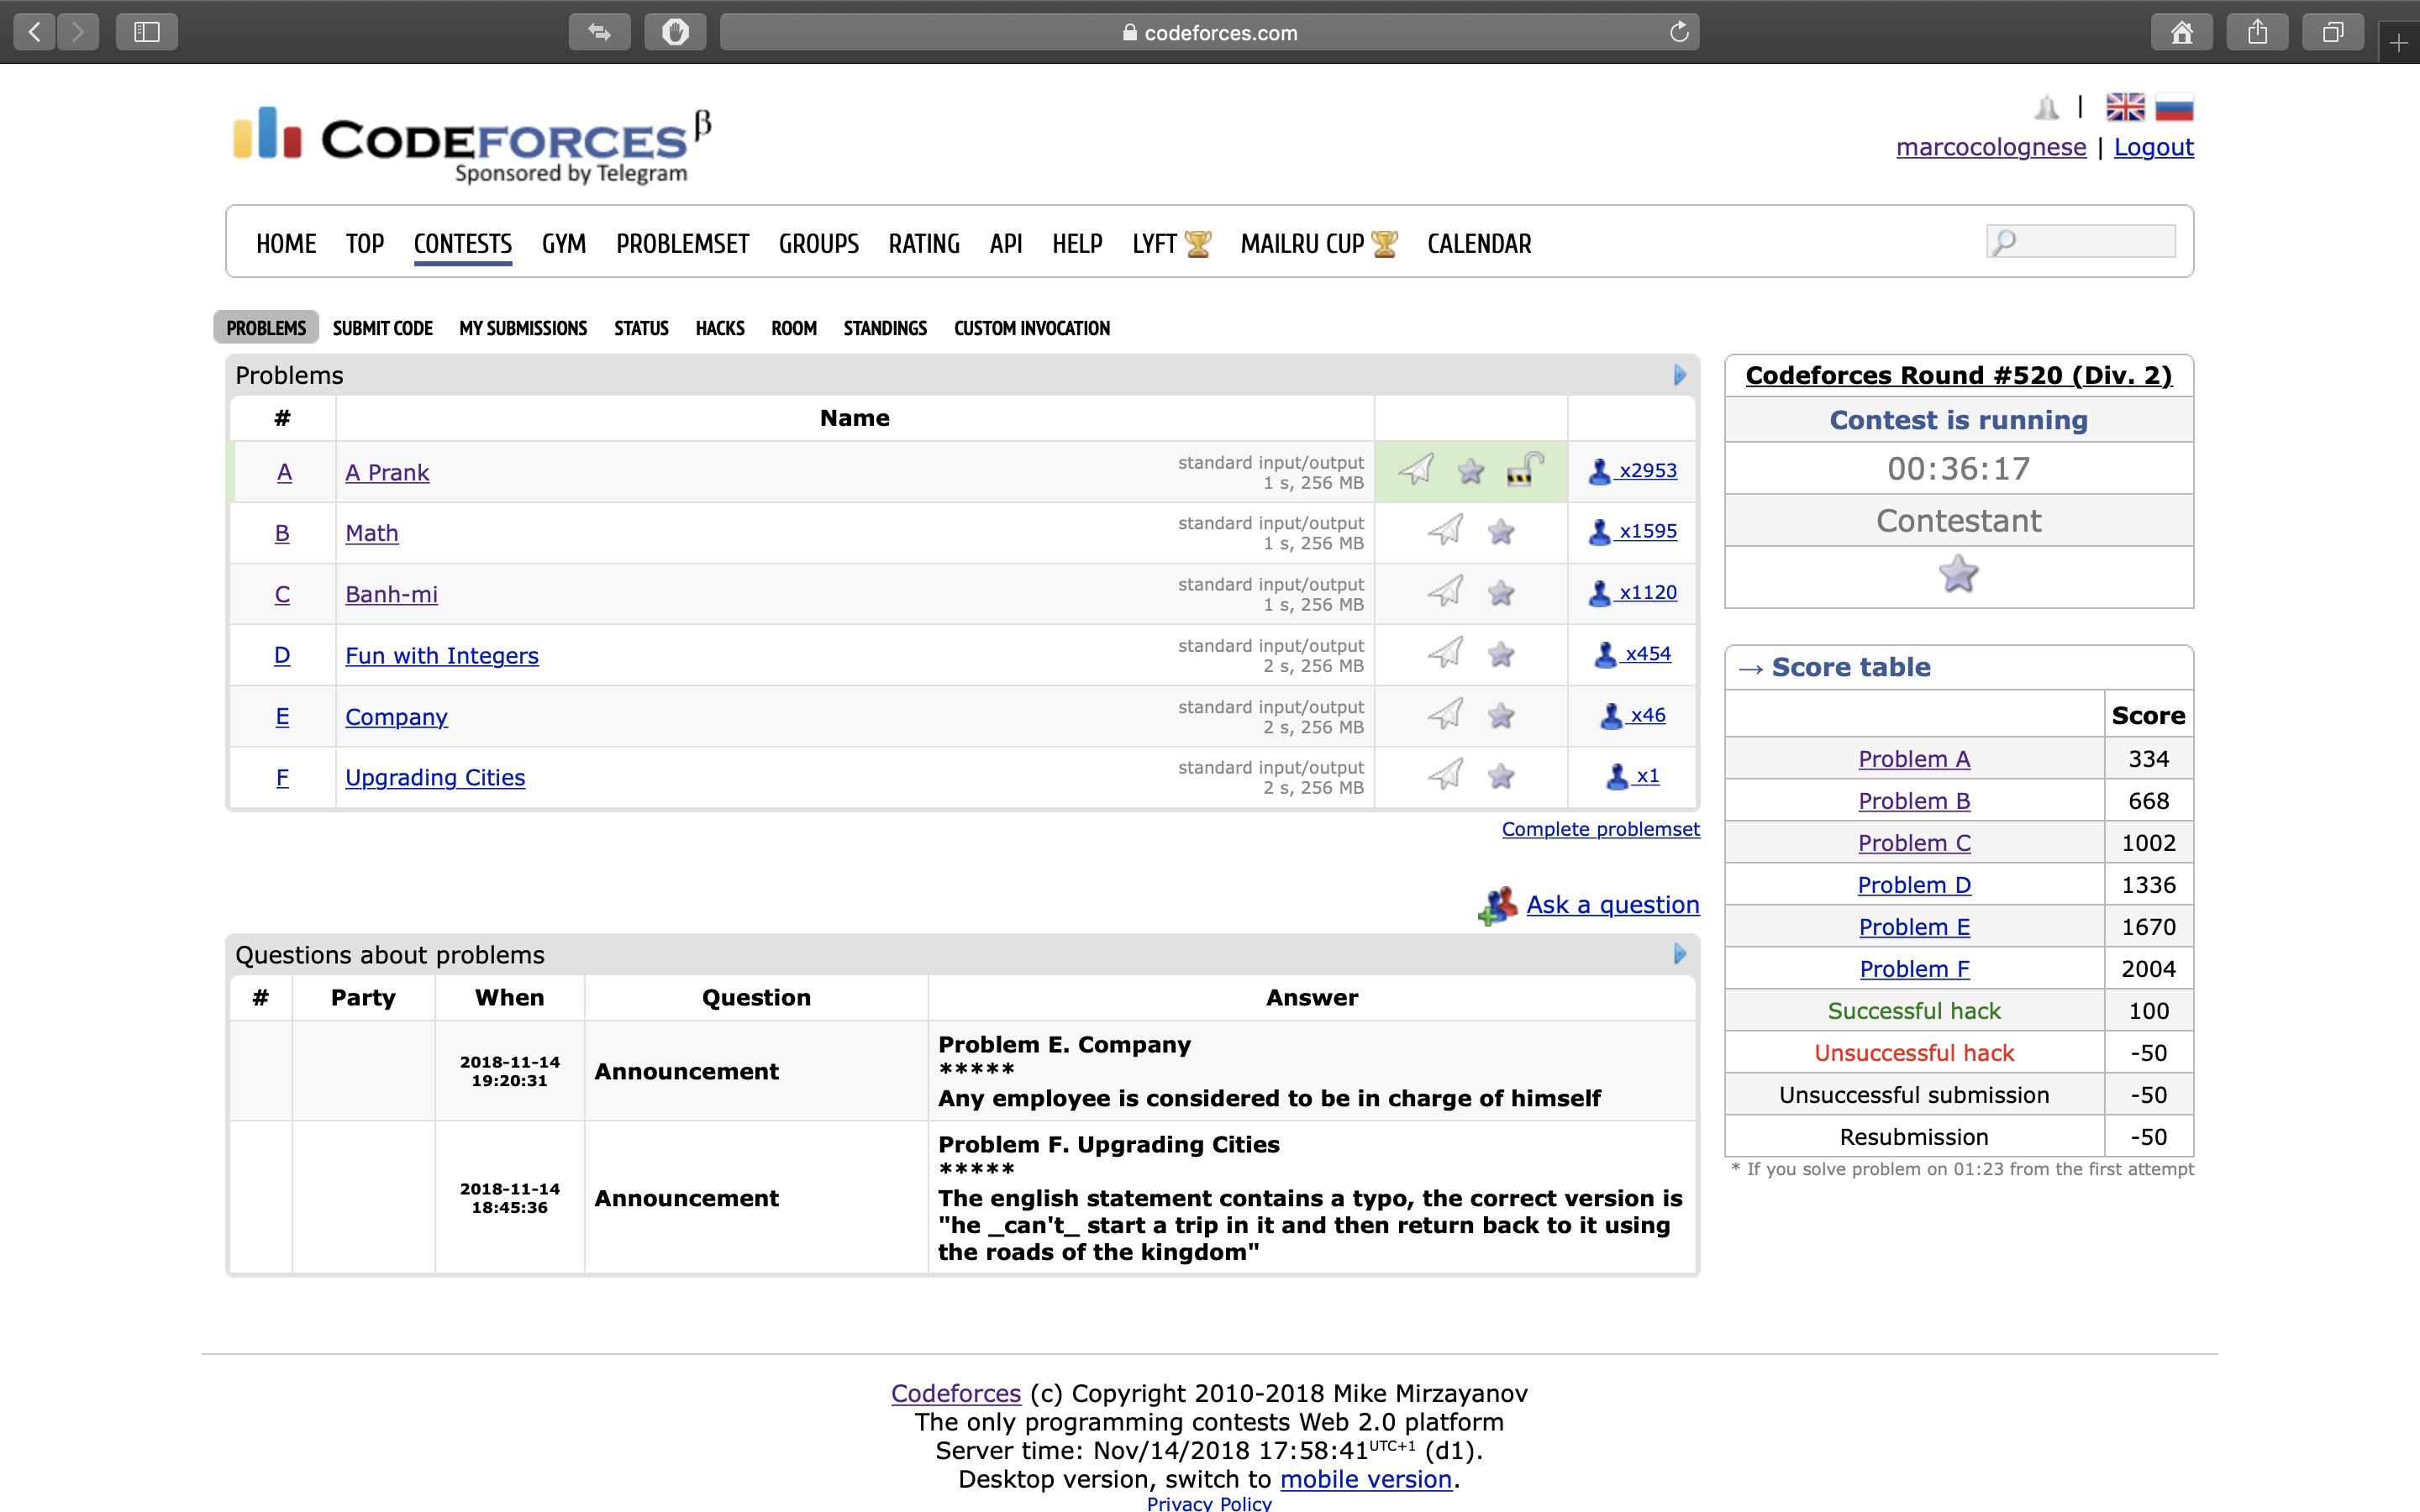 codeforces.com
CODEFORCES β
Sponsored by Telegram
|
marcocolognese | Logout
HOME TOP CONTESTS GYM PROBLEMSET GROUPS RATING API HELP LYFT MAILRU CUP CALENDAR
PROBLEMS SUBMIT CODE MY SUBMISSIONS STATUS HACKS ROOM STANDINGS CUSTOM INVOCATION
Problems
# Name
A A Prank standard input/output
1 s, 256 MB x2953
B Math standard input/output
1 s, 256 MB x1595
C Banh-mi standard input/output
1 s, 256 MB x1120
D Fun with Integers standard input/output
2 s, 256 MB x454
E Company standard input/output
2 s, 256 MB x46
F Upgrading Cities standard input/output
2 s, 256 MB x1
Complete problemset
Ask a question
Questions about problems
# Party When Question Answer
2018-11-14
19:20:31
Announcement
Problem E. Company
*****
Any employee is considered to be in charge of himself
2018-11-14
18:45:36
Announcement
Problem F. Upgrading Cities
*****
The english statement contains a typo, the correct version is
"he _can't_ start a trip in it and then return back to it using
the roads of the kingdom"
Codeforces Round #520 (Div. 2)
Contest is running
00:36:17
Contestant
→ Score table
Score
Problem A 334
Problem B 668
Problem C 1002
Problem D 1336
Problem E 1670
Problem F 2004
Successful hack 100
Unsuccessful hack -50
Unsuccessful submission -50
Resubmission -50
* If you solve problem on 01:23 from the first attempt
Codeforces (c) Copyright 2010-2018 Mike Mirzayanov
The only programming contests Web 2.0 platform
Server time: Nov/14/2018 17:58:41 UTC+1 (d1).
Desktop version, switch to mobile version.
Privacy Policy